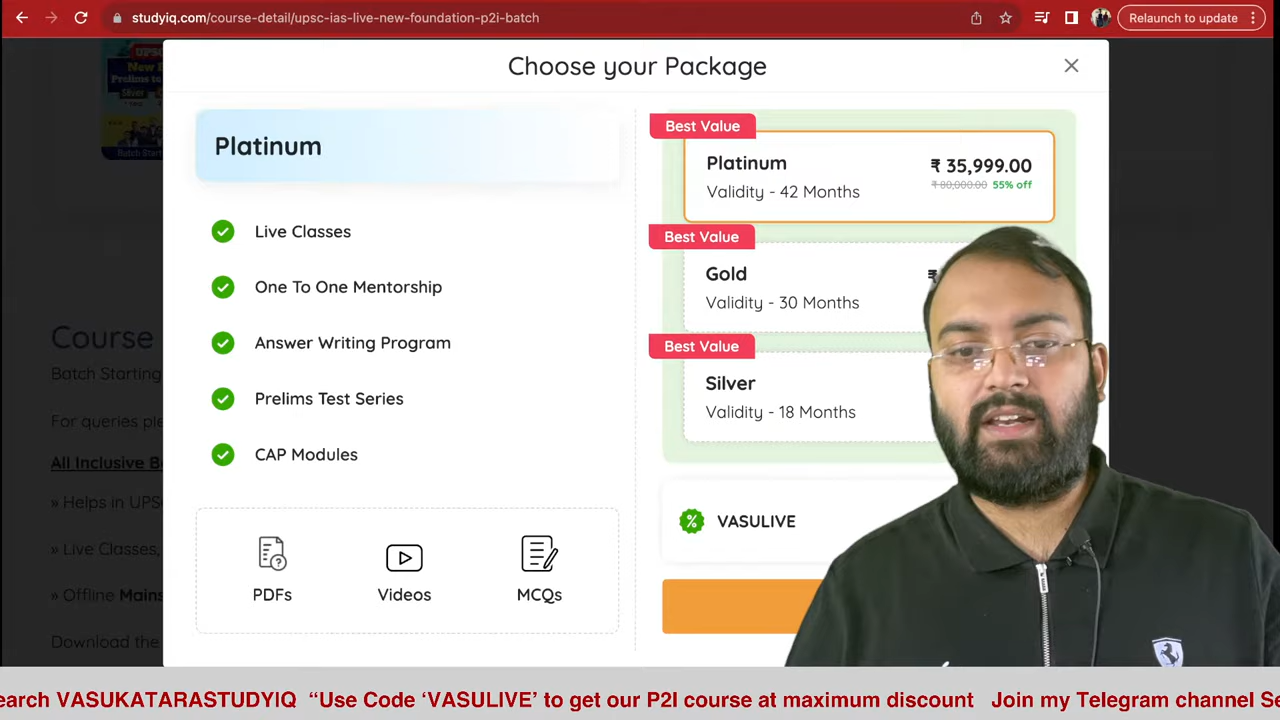 studyiq.com/course-detail/upsc-ias-live-new-foundation-p2i-batch
Relaunch to update
Choose your Package
Platinum
Live Classes
One To One Mentorship
Answer Writing Program
Prelims Test Series
CAP Modules
PDFs
Videos
MCQs
Best Value
Platinum
₹ 35,999.00
Validity - 42 Months
₹ 80,000.00 55% off
Best Value
Gold
₹
Validity - 30 Months
Best Value
Silver
Validity - 18 Months
VASULIVE
Course
Batch Starting
For queries ple
All Inclusive B
» Helps in UPS
» Live Classes,
» Offline Mains
Download the
earch VASUKATARASTUDYIQ “Use Code ‘VASULIVE’ to get our P2I course at maximum discount Join my Telegram channel Se